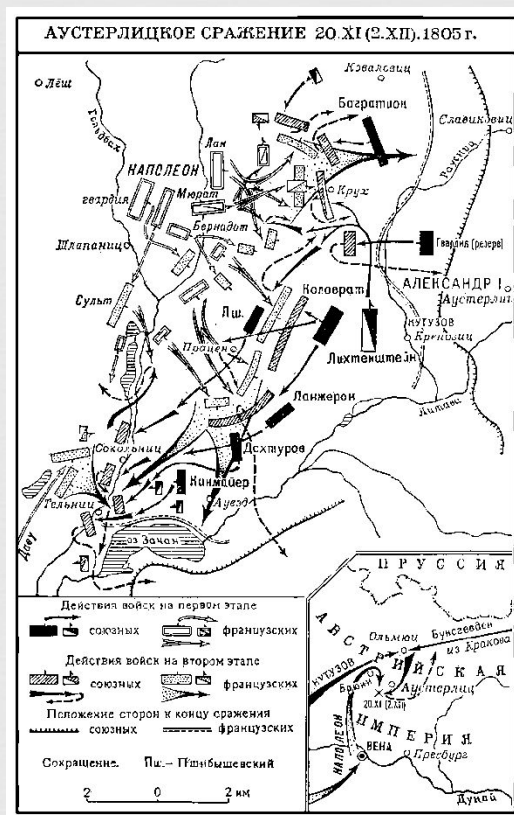 АУСТЕРЛИЦКОЕ СРАЖЕНИЕ 20.XI(2.XII).1805 г.
Коваловиц
Лёш
Багратион
Сладиковиц
Гольдбах
Лан
НАПОЛЕОН
Раусниц
Мюрат
Крух
гвардия
Бернадот
Шлапаниц
Гвардия (резерв)
Сульт
Коловрат
АЛЕКСАНДР I
Аустерлиц
Пш.
КУТУЗОВ
Працен
Креновиц
Лихтенштейн
Ланжерон
Литава
Сокольниц
Дохтуров
Кинмайер
Тельниц
Ауезд
Даву
оз Зачан
Действия войск на первом этапе
союзных
французских
Действия войск на втором этапе
союзных
французских
Положение сторон к концу сражения
союзных
французских
Сокращение. Пш.- Пшибышевский
2 0 2 км
ПРУССИЯ
АВСТРИЙСКАЯ
Ольмюц
Буксгевден
из Кракова
КУТУЗОВ
Брюнн
Аустерлиц
20.XI (2.XII)
ИМПЕРИЯ
НАПОЛЕОН
ВЕНА
Пресбург
Дунай